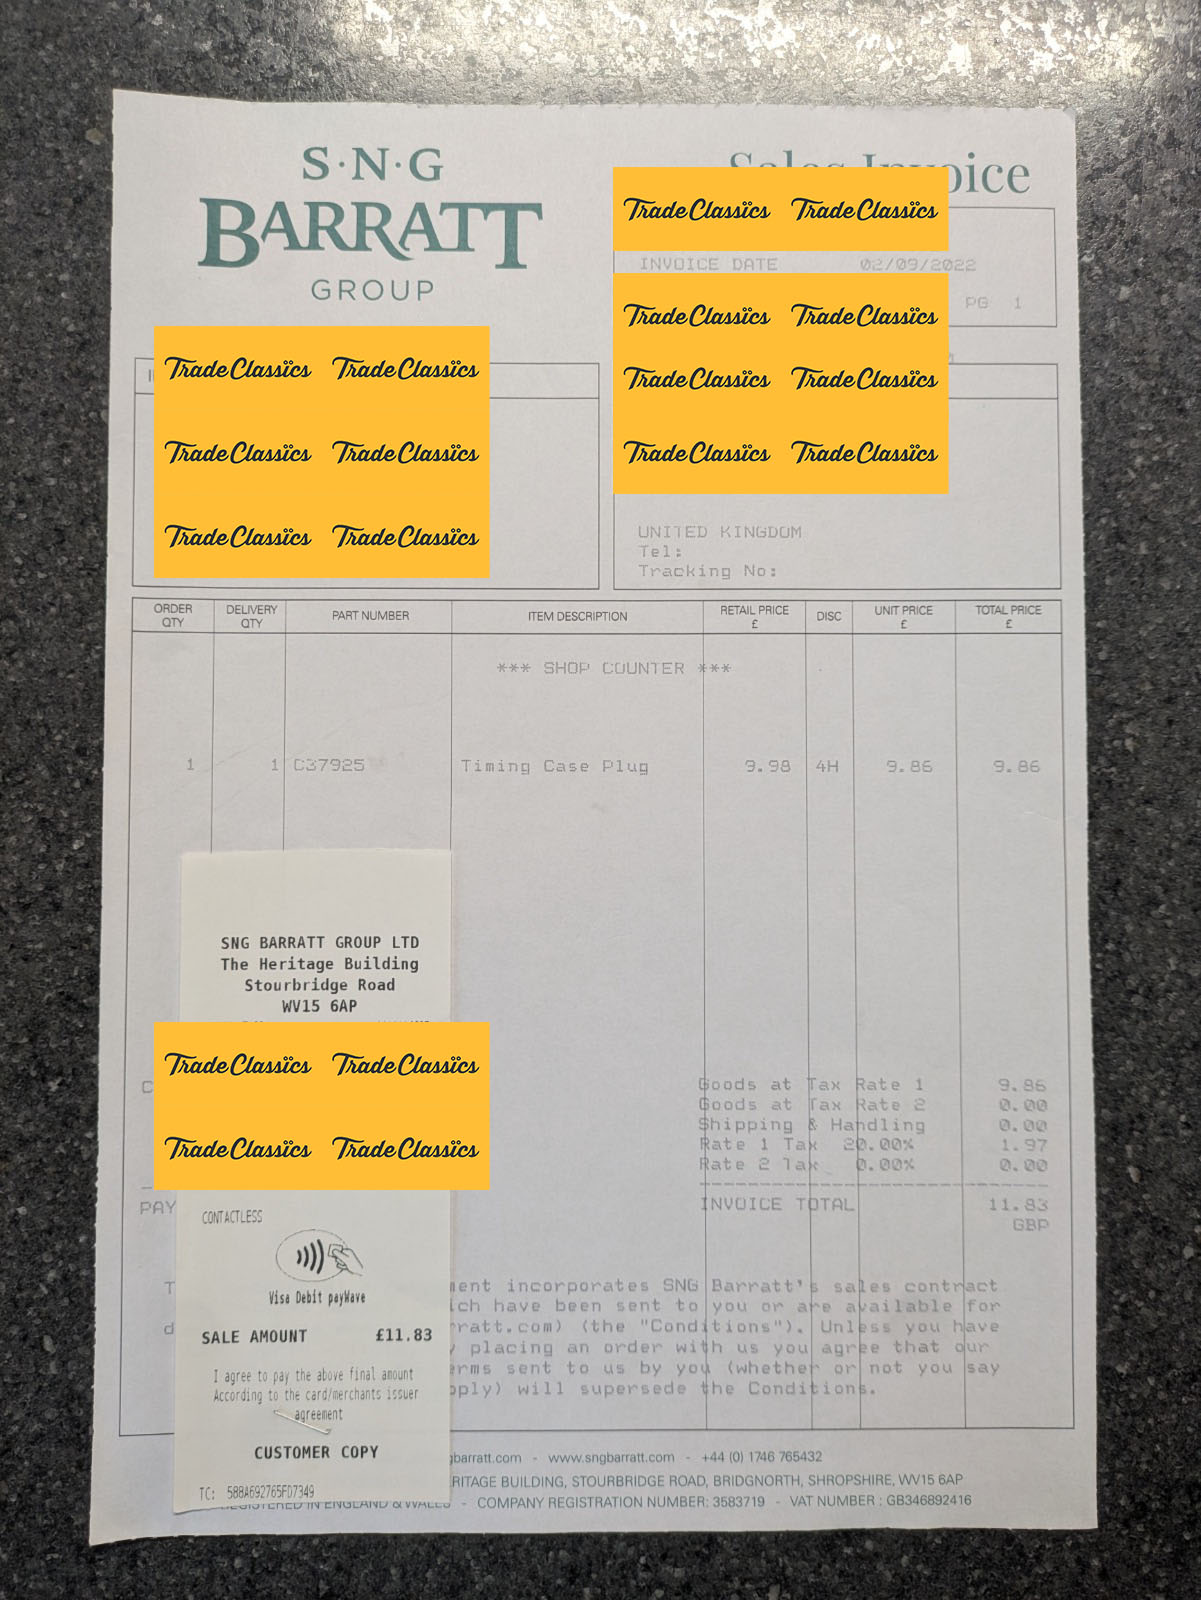 S·N·G
BARRATT
GROUP
TradeClassics TradeClassics
INVOICE DATE 02/09/2022
TradeClassics TradeClassics
PG 1
TradeClassics TradeClassics
TradeClassics TradeClassics
TradeClassics TradeClassics
TradeClassics TradeClassics
TradeClassics TradeClassics
UNITED KINGDOM
Tel:
Tracking No:
ORDER QTY DELIVERY QTY PART NUMBER ITEM DESCRIPTION RETAIL PRICE £ DISC UNIT PRICE £ TOTAL PRICE £
*** SHOP COUNTER ***
1 1 C37925 Timing Case Plug 9.98 4H 9.86 9.86
SNG BARRATT GROUP LTD
The Heritage Building
Stourbridge Road
WV15 6AP
TradeClassics TradeClassics
TradeClassics TradeClassics
Goods at Tax Rate 1 9.86
Goods at Tax Rate 2 0.00
Shipping & Handling 0.00
Rate 1 Tax 20.00% 1.97
Rate 2 Tax 0.00% 0.00
INVOICE TOTAL 11.83
GBP
CONTACTLESS
Visa Debit payWave
SALE AMOUNT £11.83
I agree to pay the above final amount
According to the card/merchants issuer
agreement
CUSTOMER COPY
TC: 588A692765FD7349
incorporates SNG Barratt's sales contract
have been sent to you or are available for
(the "Conditions"). Unless you have
placing an order with us you agree that our
sent to us by you (whether or not you say
will supersede the Conditions.
- www.sngbarratt.com - +44 (0) 1746 765432
BUILDING, STOURBRIDGE ROAD, BRIDGNORTH, SHROPSHIRE, WV15 6AP
REGISTERED IN ENGLAND & WALES - COMPANY REGISTRATION NUMBER: 3583719 - VAT NUMBER : GB346892416